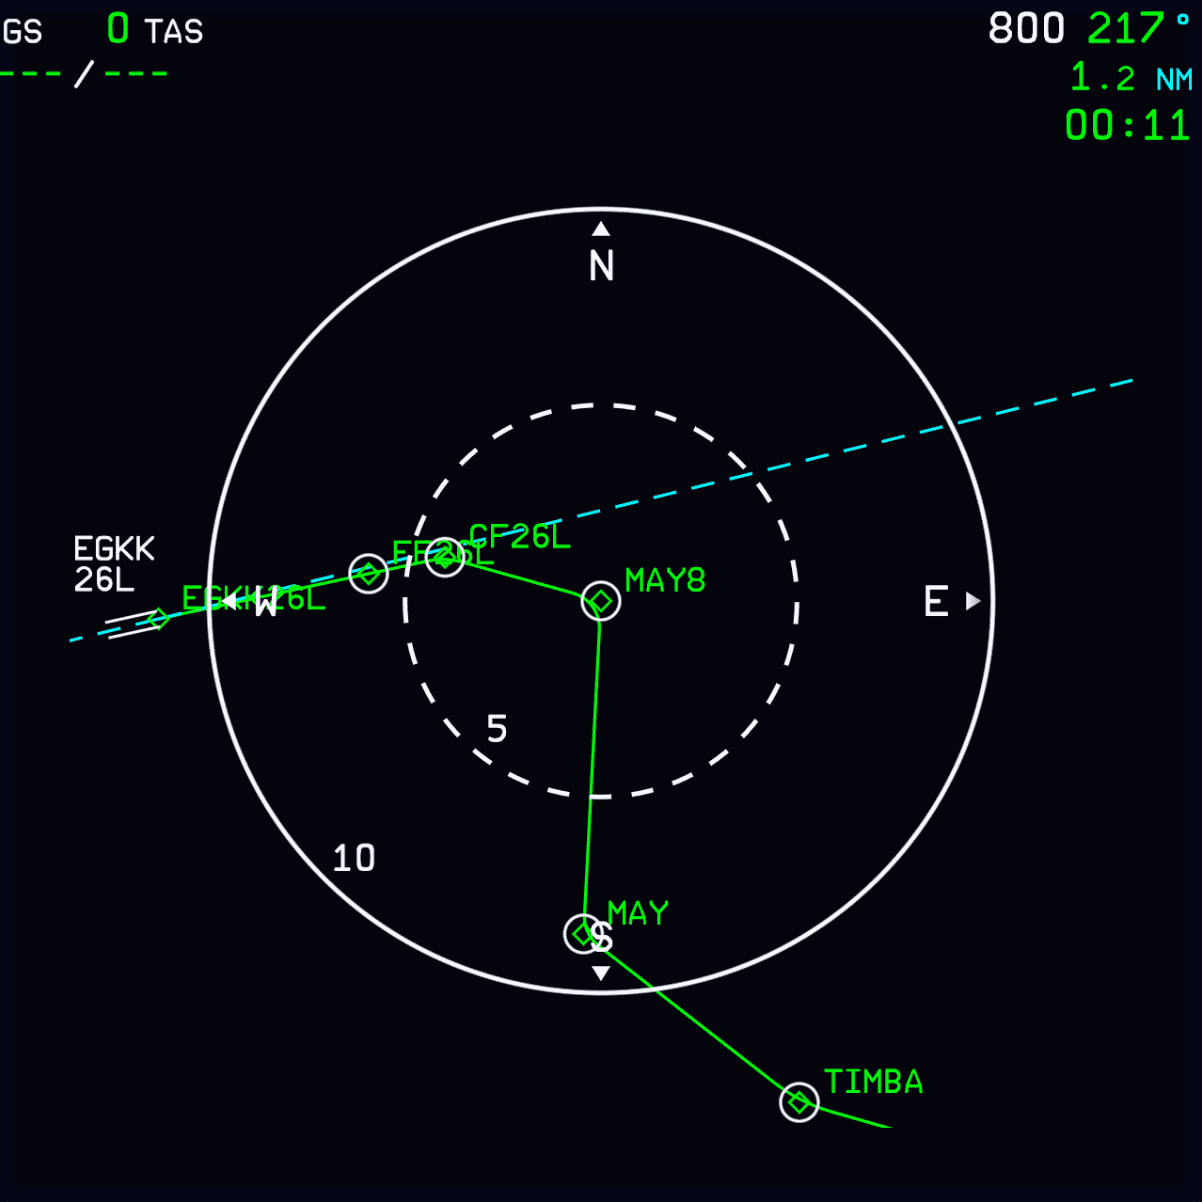 GS 0 TAS
---/---
800 217°
1.2 NM
00:11
N
CF26L
EGKK
26L
FF26L
MAY8
EGKK26L
W
E
5
10
MAY
S
TIMBA